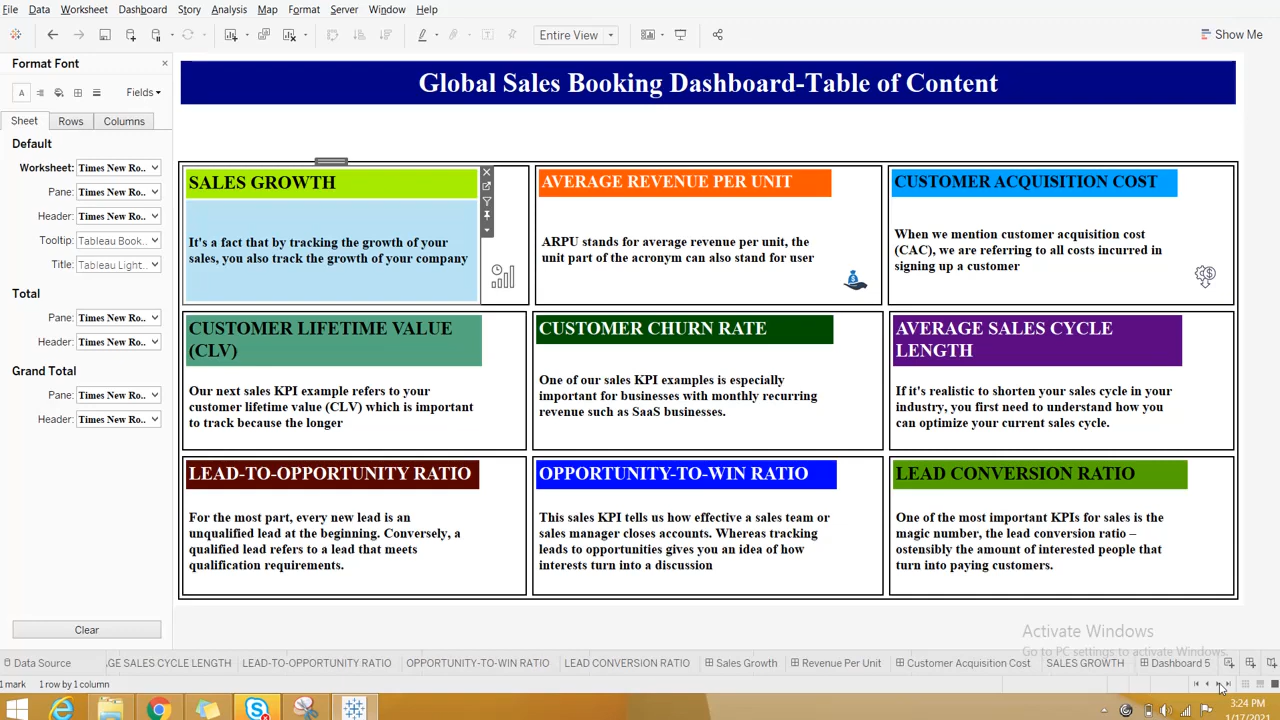 File Data Worksheet Dashboard Story Analysis Map Format Server Window Help
Entire View
Show Me
Format Font
Fields
Sheet Rows Columns
Default
Worksheet: Times New Ro..
Pane: Times New Ro..
Header: Times New Ro..
Tooltip: Tableau Book..
Title: Tableau Light..
Total
Pane: Times New Ro..
Header: Times New Ro..
Grand Total
Pane: Times New Ro..
Header: Times New Ro..
Clear
Global Sales Booking Dashboard-Table of Content
SALES GROWTH
It's a fact that by tracking the growth of your
sales, you also track the growth of your company
AVERAGE REVENUE PER UNIT
ARPU stands for average revenue per unit, the
unit part of the acronym can also stand for user
CUSTOMER ACQUISITION COST
When we mention customer acquisition cost
(CAC), we are referring to all costs incurred in
signing up a customer
CUSTOMER LIFETIME VALUE
(CLV)
Our next sales KPI example refers to your
customer lifetime value (CLV) which is important
to track because the longer
CUSTOMER CHURN RATE
One of our sales KPI examples is especially
important for businesses with monthly recurring
revenue such as SaaS businesses.
AVERAGE SALES CYCLE
LENGTH
If it's realistic to shorten your sales cycle in your
industry, you first need to understand how you
can optimize your current sales cycle.
LEAD-TO-OPPORTUNITY RATIO
For the most part, every new lead is an
unqualified lead at the beginning. Conversely, a
qualified lead refers to a lead that meets
qualification requirements.
OPPORTUNITY-TO-WIN RATIO
This sales KPI tells us how effective a sales team or
sales manager closes accounts. Whereas tracking
leads to opportunities gives you an idea of how
interests turn into a discussion
LEAD CONVERSION RATIO
One of the most important KPIs for sales is the
magic number, the lead conversion ratio –
ostensibly the amount of interested people that
turn into paying customers.
Activate Windows
Go to PC settings to activate Windows.
Data Source AGE SALES CYCLE LENGTH LEAD-TO-OPPORTUNITY RATIO OPPORTUNITY-TO-WIN RATIO LEAD CONVERSION RATIO Sales Growth Revenue Per Unit Customer Acquisition Cost SALES GROWTH Dashboard 5
1 mark 1 row by 1 column
3:24 PM
1/17/2021